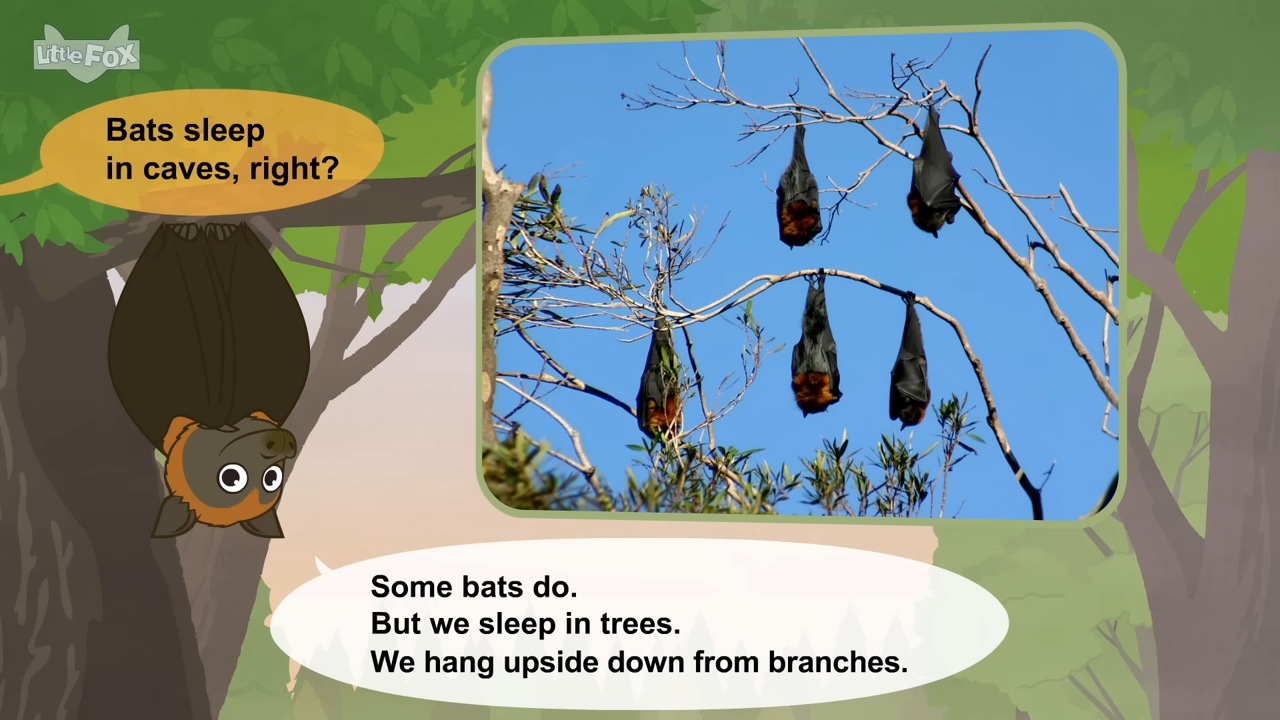 Little Fox
Bats sleep
in caves, right?
Some bats do.
But we sleep in trees.
We hang upside down from branches.